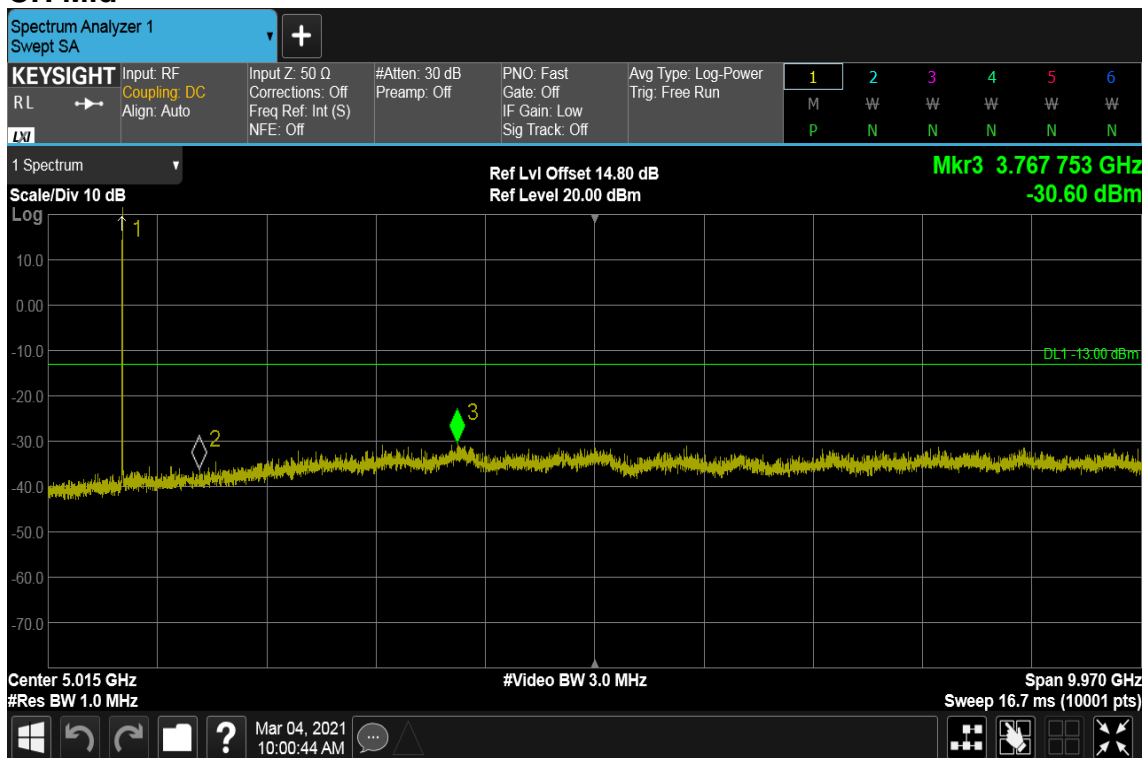 Spectrum Analyzer 1
Swept SA
+
KEYSIGHT
RL
LXI
Input: RF
Coupling: DC
Align: Auto
Input Z: 50 Ω
Corrections: Off
Freq Ref: Int (S)
NFE: Off
#Atten: 30 dB
Preamp: Off
PNO: Fast
Gate: Off
IF Gain: Low
Sig Track: Off
Avg Type: Log-Power
Trig: Free Run
1 2 3 4 5 6
M W W W W W
P N N N N N
1 Spectrum
Scale/Div 10 dB
Ref Lvl Offset 14.80 dB
Ref Level 20.00 dBm
Mkr3 3.767 753 GHz
-30.60 dBm
Log
1
10.0
0.00
-10.0
DL1 -13.00 dBm
-20.0
3
-30.0
2
-40.0
-50.0
-60.0
-70.0
Center 5.015 GHz
#Res BW 1.0 MHz
#Video BW 3.0 MHz
Span 9.970 GHz
Sweep 16.7 ms (10001 pts)
?
Mar 04, 2021
10:00:44 AM